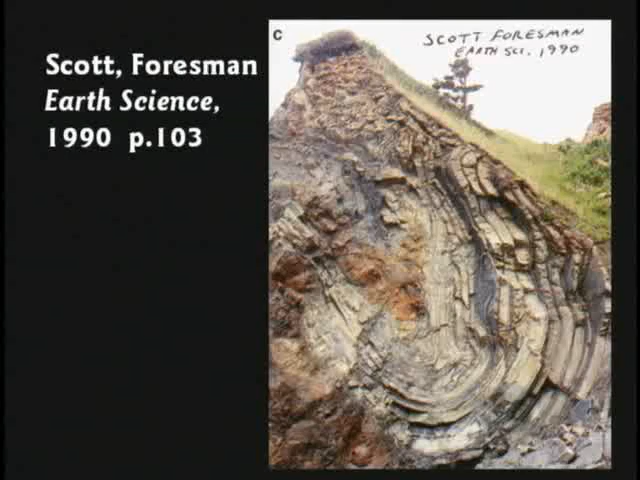 Scott, Foresman
Earth Science,
1990 p.103
C
SCOTT FORESMAN
EARTH SCI. 1990